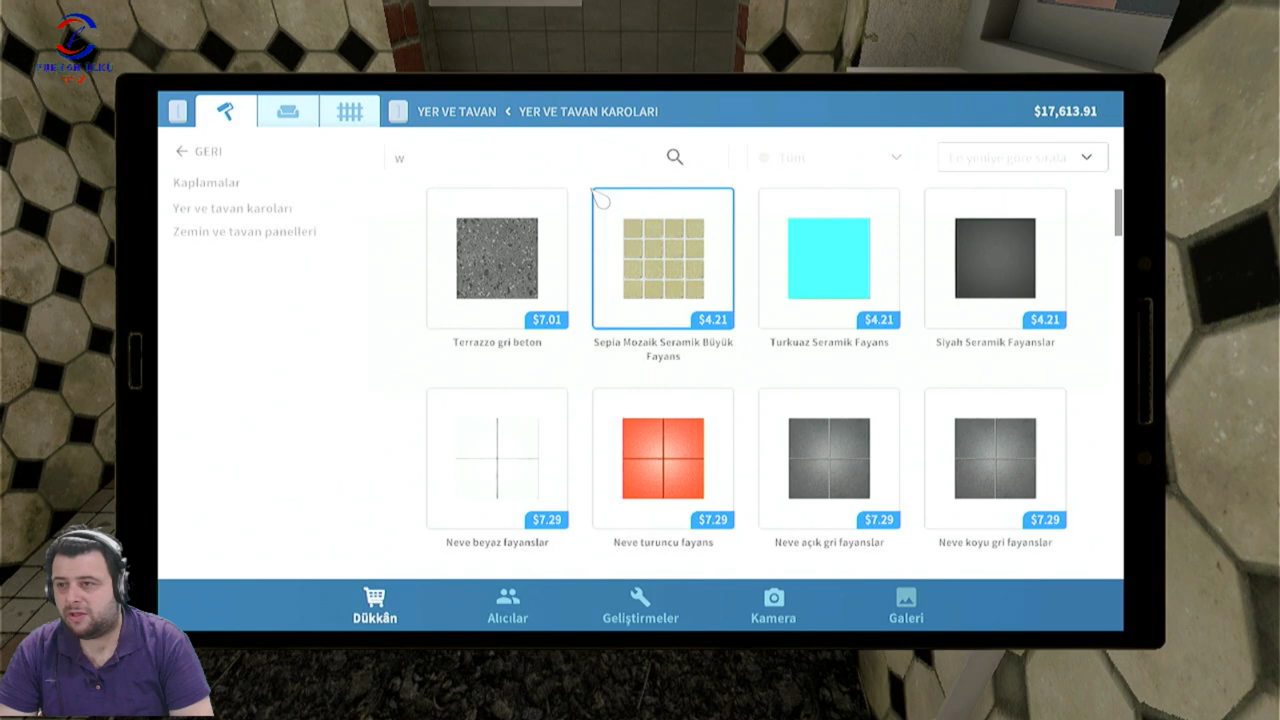 YER VE TAVAN < YER VE TAVAN KAROLARI
$17,613.91
GERI
w
Tüm
En yeniye göre sırala
Kaplamalar
Yer ve tavan karoları
Zemin ve tavan panelleri
$7.01
$4.21
$4.21
$4.21
Terrazzo gri beton
Sepia Mozaik Seramik Büyük
Fayans
Turkuaz Seramik Fayans
Siyah Seramik Fayanslar
$7.29
$7.29
$7.29
$7.29
Neve beyaz fayanslar
Neve turuncu fayans
Neve açık gri fayanslar
Neve koyu gri fayanslar
Dükkân
Alıcılar
Geliştirmeler
Kamera
Galeri